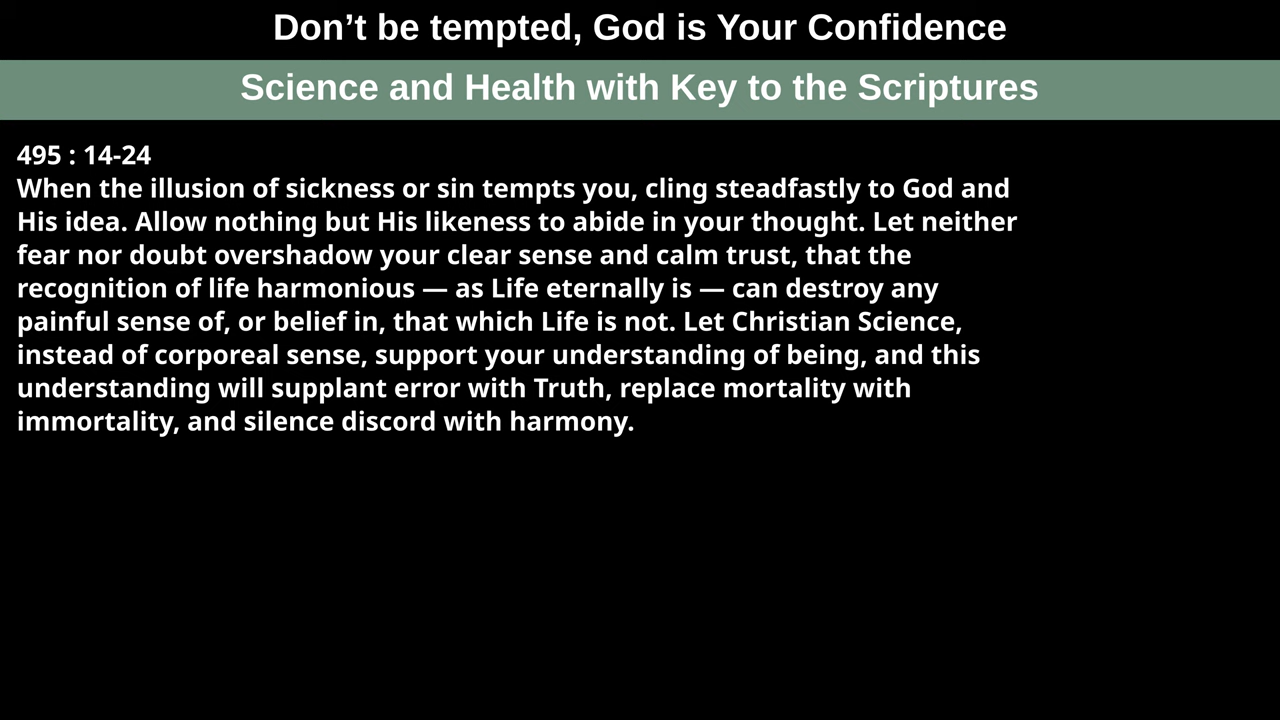 Don’t be tempted, God is Your Confidence
Science and Health with Key to the Scriptures
495 : 14-24
When the illusion of sickness or sin tempts you, cling steadfastly to God and
His idea. Allow nothing but His likeness to abide in your thought. Let neither
fear nor doubt overshadow your clear sense and calm trust, that the
recognition of life harmonious — as Life eternally is — can destroy any
painful sense of, or belief in, that which Life is not. Let Christian Science,
instead of corporeal sense, support your understanding of being, and this
understanding will supplant error with Truth, replace mortality with
immortality, and silence discord with harmony.